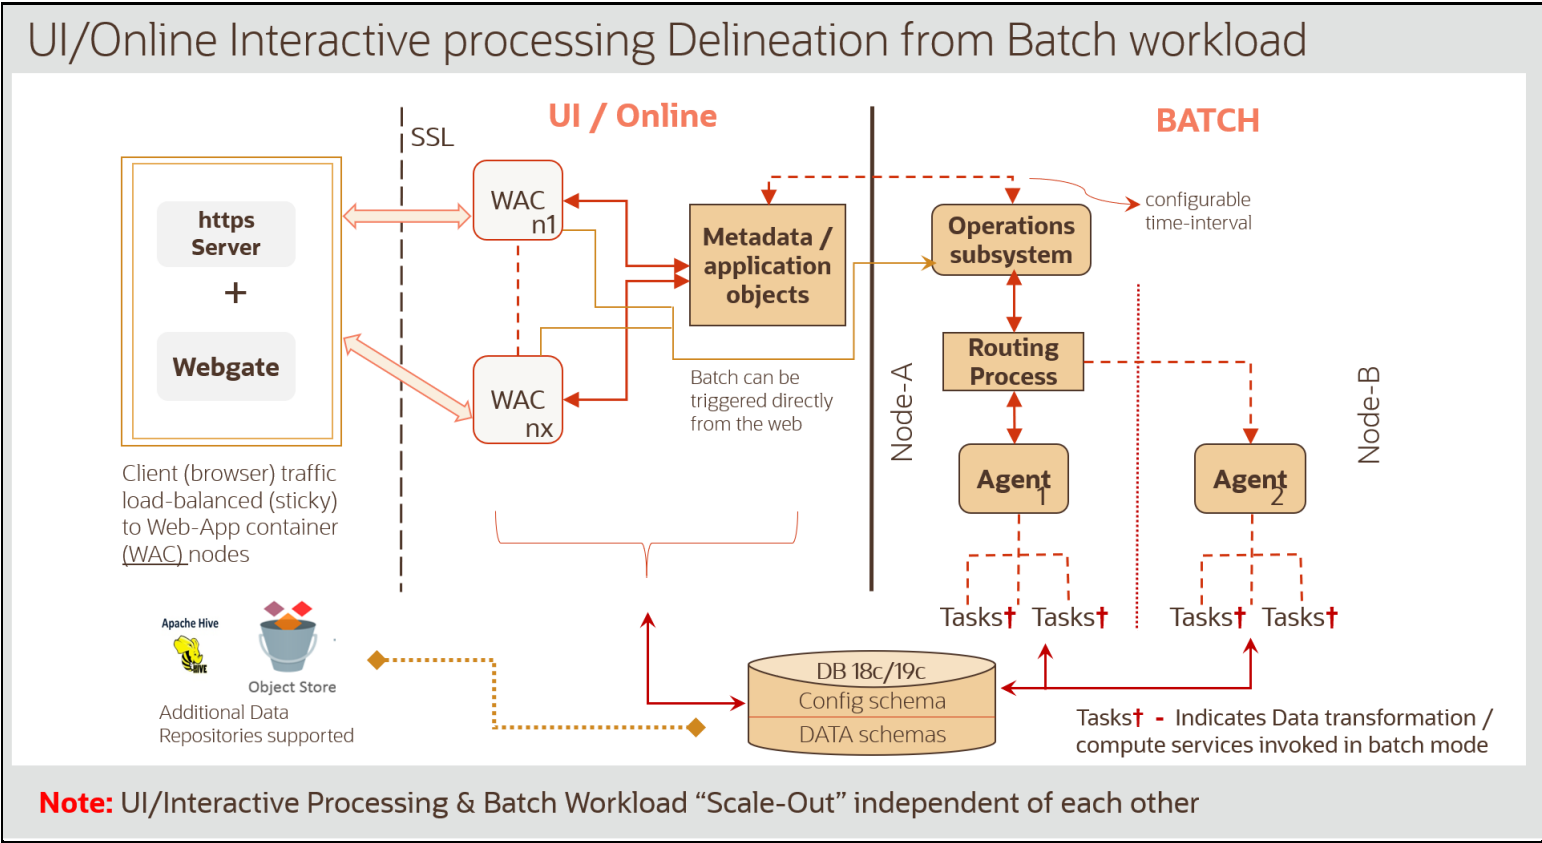 UI/Online Interactive processing Delineation from Batch workload
SSL
UI / Online
BATCH
https
Server
+
Webgate
Client (browser) traffic
load-balanced (sticky)
to Web-App container
(WAC) nodes
WAC
n1
WAC
nx
Metadata /
application
objects
Batch can be
triggered directly
from the web
Operations
subsystem
configurable
time-interval
Routing
Process
Node-A
Node-B
Agent
1
Agent
2
Tasks† Tasks†
Tasks† Tasks†
Apache Hive
HIVE
Object Store
Additional Data
Repositories supported
DB 18c/19c
Config schema
DATA schemas
Tasks† - Indicates Data transformation /
compute services invoked in batch mode
Note: UI/Interactive Processing & Batch Workload “Scale-Out” independent of each other